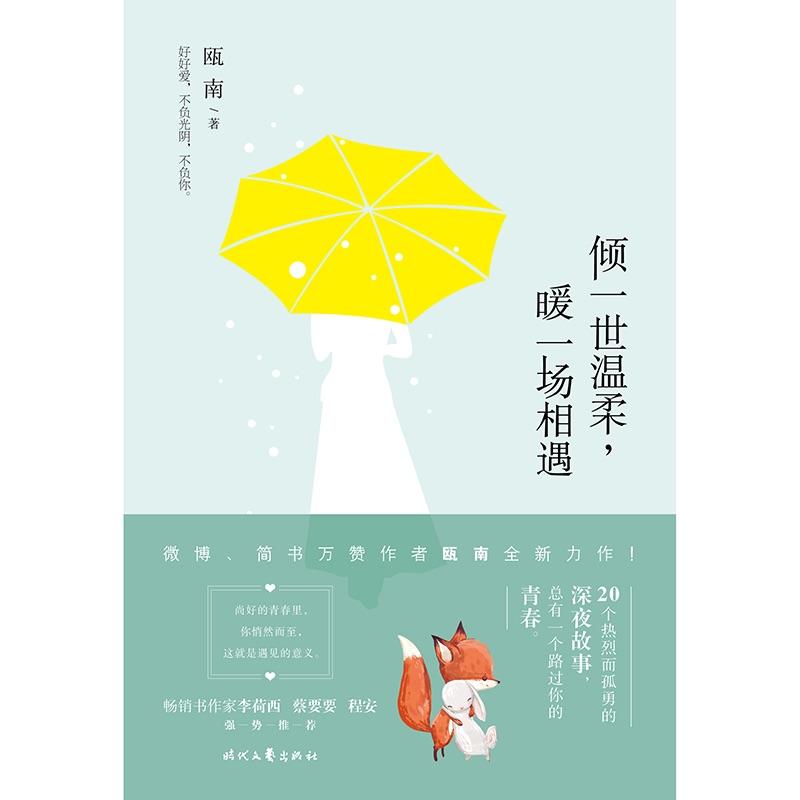 瓯南/著
好好爱,不负光阴,不负你。
倾一世温柔,
暖一场相遇
微博、简书万赞作者瓯南全新力作!
20个热烈而孤勇的
深夜故事,
总有一个路过你的
青春。
尚好的青春里,
你悄然而至,
这就是遇见的意义。
畅销书作家李荷西 蔡要要 程安
强—势—推—荐
时代文艺出版社